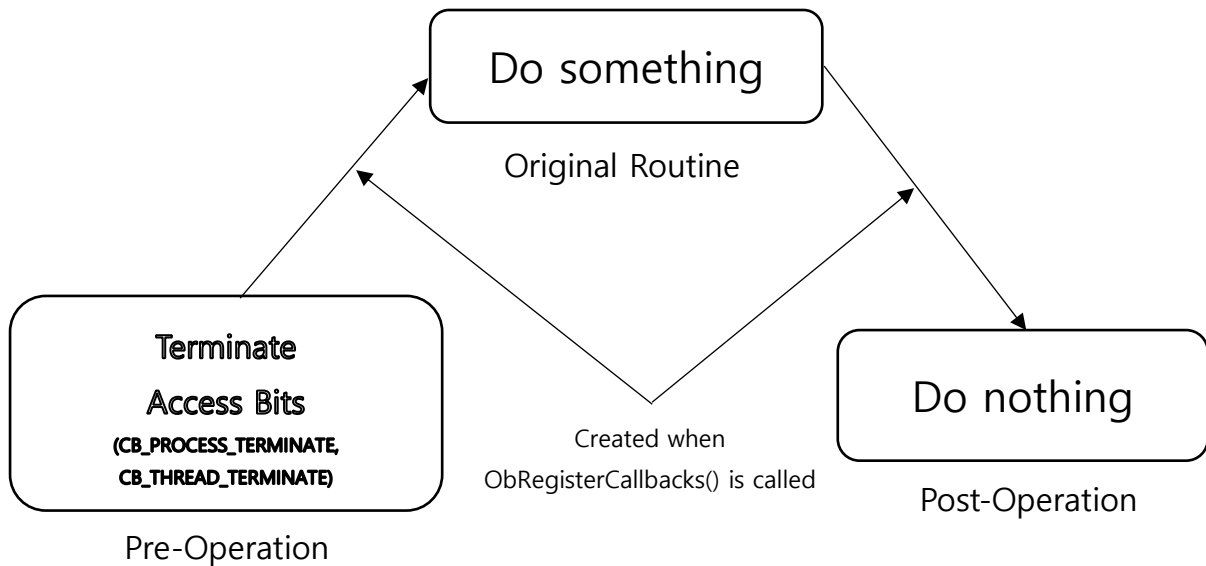 Do something
Original Routine
Terminate
Access Bits
(CB_PROCESS_TERMINATE,
CB_THREAD_TERMINATE)
Pre-Operation
Created when
ObRegisterCallbacks() is called
Do nothing
Post-Operation